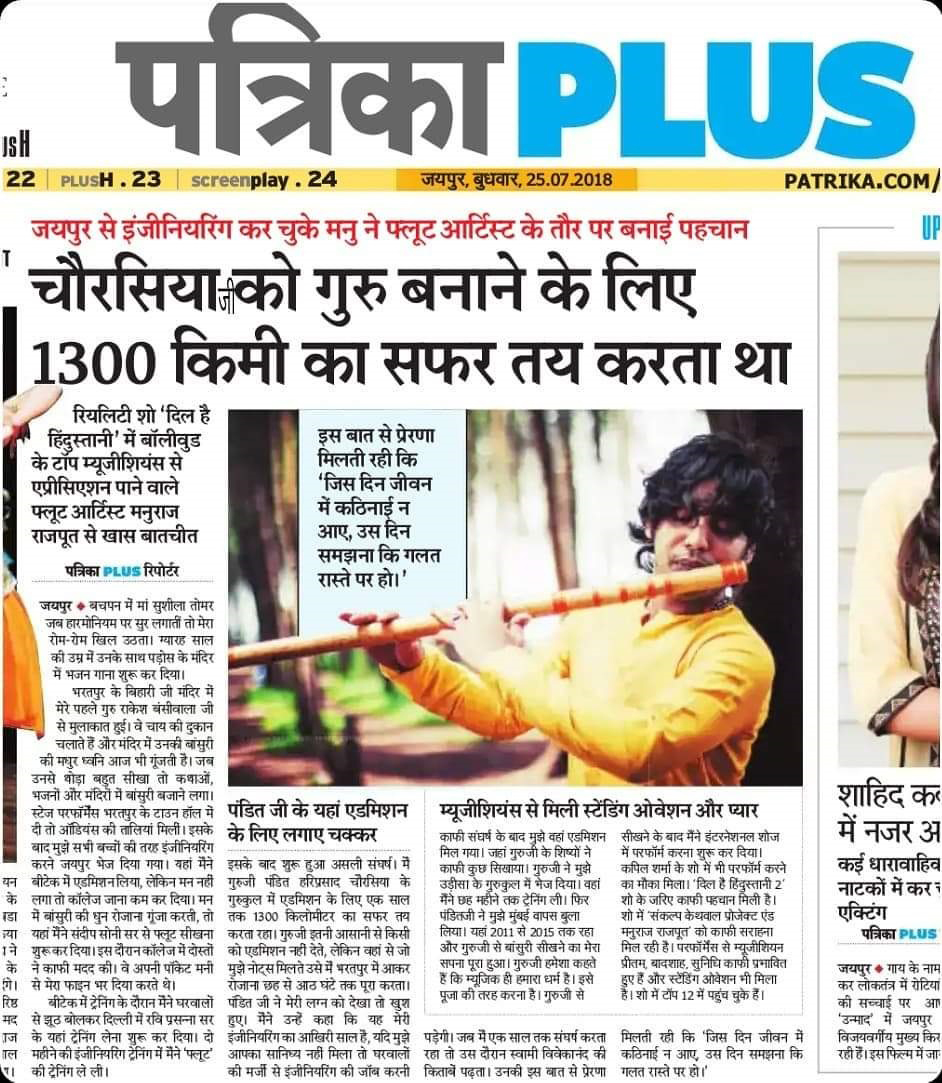 पत्रिका PLUS
22 | PLUSH . 23 | screenplay . 24
जयपुर, बुधवार, 25.07.2018
PATRIKA.COM/
जयपुर से इंजीनियरिंग कर चुके मनु ने फ्लूट आर्टिस्ट के तौर पर बनाई पहचान
चौरसिया जी को गुरु बनाने के लिए
1300 किमी का सफर तय करता था
रियलिटी शो 'दिल है
हिंदुस्तानी' में बॉलीवुड
के टॉप म्यूजीशियंस से
एप्रीसिएशन पाने वाले
फ्लूट आर्टिस्ट मनुराज
राजपूत से खास बातचीत
पत्रिका PLUS रिपोर्टर
जयपुर ◆ बचपन में मां सुशीला तोमर
जब हारमोनियम पर सुर लगातीं तो मेरा
रोम-रोम खिल उठता। ग्यारह साल
की उम्र में उनके साथ पड़ोस के मंदिर
में भजन गाना शुरू कर दिया।
भरतपुर के बिहारी जी मंदिर में
मेरे पहले गुरु राकेश बंसीवाला जी
से मुलाकात हुई। वे चाय की दुकान
चलाते हैं और मंदिर में उनकी बांसुरी
की मधुर ध्वनि आज भी गूंजती है। जब
उनसे थोड़ा बहुत सीखा तो कथाओं,
भजनों और मंदिरों में बांसुरी बजाने लगा।
स्टेज परफॉर्मेंस भरतपुर के टाउन हॉल में
दी तो ऑडियंस की तालियां मिली। इसके
बाद मुझे सभी बच्चों की तरह इंजीनियरिंग
करने जयपुर भेज दिया गया। यहां मैंने
बीटेक में एडमिशन लिया, लेकिन मन नहीं
लगा तो कॉलेज जाना कम कर दिया। मन
में बांसुरी की धुन रोजाना गूंजा करती, तो
यहां मैंने संदीप सोनी सर से फ्लूट सीखना
शुरू कर दिया। इस दौरान कॉलेज में दोस्तों
ने काफी मदद की। वे अपनी पॉकेट मनी
से मेरा फाइन भर दिया करते थे।
बीटेक में ट्रेनिंग के दौरान मैंने घरवालों
से झूठ बोलकर दिल्ली में रवि प्रसन्ना सर
के यहां ट्रेनिंग लेना शुरू कर दिया। दो
महीने की इंजीनियरिंग ट्रेनिंग में मैंने 'फ्लूट'
की ट्रेनिंग ले ली।
इस बात से प्रेरणा
मिलती रही कि
'जिस दिन जीवन
में कठिनाई न
आए, उस दिन
समझना कि गलत
रास्ते पर हो।'
पंडित जी के यहां एडमिशन
के लिए लगाए चक्कर
इसके बाद शुरू हुआ असली संघर्ष। मैं
गुरुजी पंडित हरिप्रसाद चौरसिया के
गुरुकुल में एडमिशन के लिए एक साल
तक 1300 किलोमीटर का सफर तय
करता रहा। गुरुजी इतनी आसानी से किसी
को एडमिशन नहीं देते, लेकिन वहां से जो
मुझे नोट्स मिलते उसे मैं भरतपुर में आकर
रोजाना छह से आठ घंटे तक पूरा करता।
पंडित जी ने मेरी लग्न को देखा तो खुश
हुए। मैंने उन्हें कहा कि यह मेरी
इंजीनियरिंग का आखिरी साल है, यदि मुझे
आपका सानिध्य नहीं मिला तो घरवालों
की मर्जी से इंजीनियरिंग की जॉब करनी
पड़ेगी। जब मैं एक साल तक संघर्ष करता
रहा तो उस दौरान स्वामी विवेकानंद की
किताबें पढ़ता। उनकी इस बात से प्रेरणा
मिलती रही कि 'जिस दिन जीवन में
कठिनाई न आए, उस दिन समझना कि
गलत रास्ते पर हो।'
म्यूजीशियंस से मिली स्टेंडिंग ओवेशन और प्यार
काफी संघर्ष के बाद मुझे वहां एडमिशन
मिल गया। जहां गुरुजी के शिष्यों ने
काफी कुछ सिखाया। गुरुजी ने मुझे
उड़ीसा के गुरुकुल में भेज दिया। वहां
मैंने छह महीने तक ट्रेनिंग ली। फिर
पंडितजी ने मुझे मुंबई वापस बुला
लिया। यहां 2011 से 2015 तक रहा
और गुरुजी से बांसुरी सीखने का मेरा
सपना पूरा हुआ। गुरुजी हमेशा कहते
हैं कि म्यूजिक ही हमारा धर्म है। इसे
पूजा की तरह करना है। गुरुजी से
सीखने के बाद मैंने इंटरनेशनल शोज
में परफॉर्म करना शुरू कर दिया।
कपिल शर्मा के शो में भी परफॉर्म करने
का मौका मिला। 'दिल है हिंदुस्तानी 2'
शो के जरिए काफी पहचान मिली है।
शो में 'संकल्प केथवाल प्रोजेक्ट एंड
मनुराज राजपूत' को काफी सराहना
मिल रही है। परफॉर्मेंस से म्यूजीशियन
प्रीतम, बादशाह, सुनिधि काफी प्रभावित
हुए हैं और स्टेंडिंग ओवेशन भी मिला
है। शो में टॉप 12 में पहुंच चुके हैं।
UP
शाहिद क
में नजर अ
कई धारावाहिव
नाटकों में कर च
एक्टिंग
पत्रिका PLUS
जयपुर ◆ गाय के नाम
कर लोकतंत्र में रोटिया
की सच्चाई पर आ
'उन्माद' में जयपुर
विजयवर्गीय मुख्य कि
रही हैं। इस फिल्म में जा